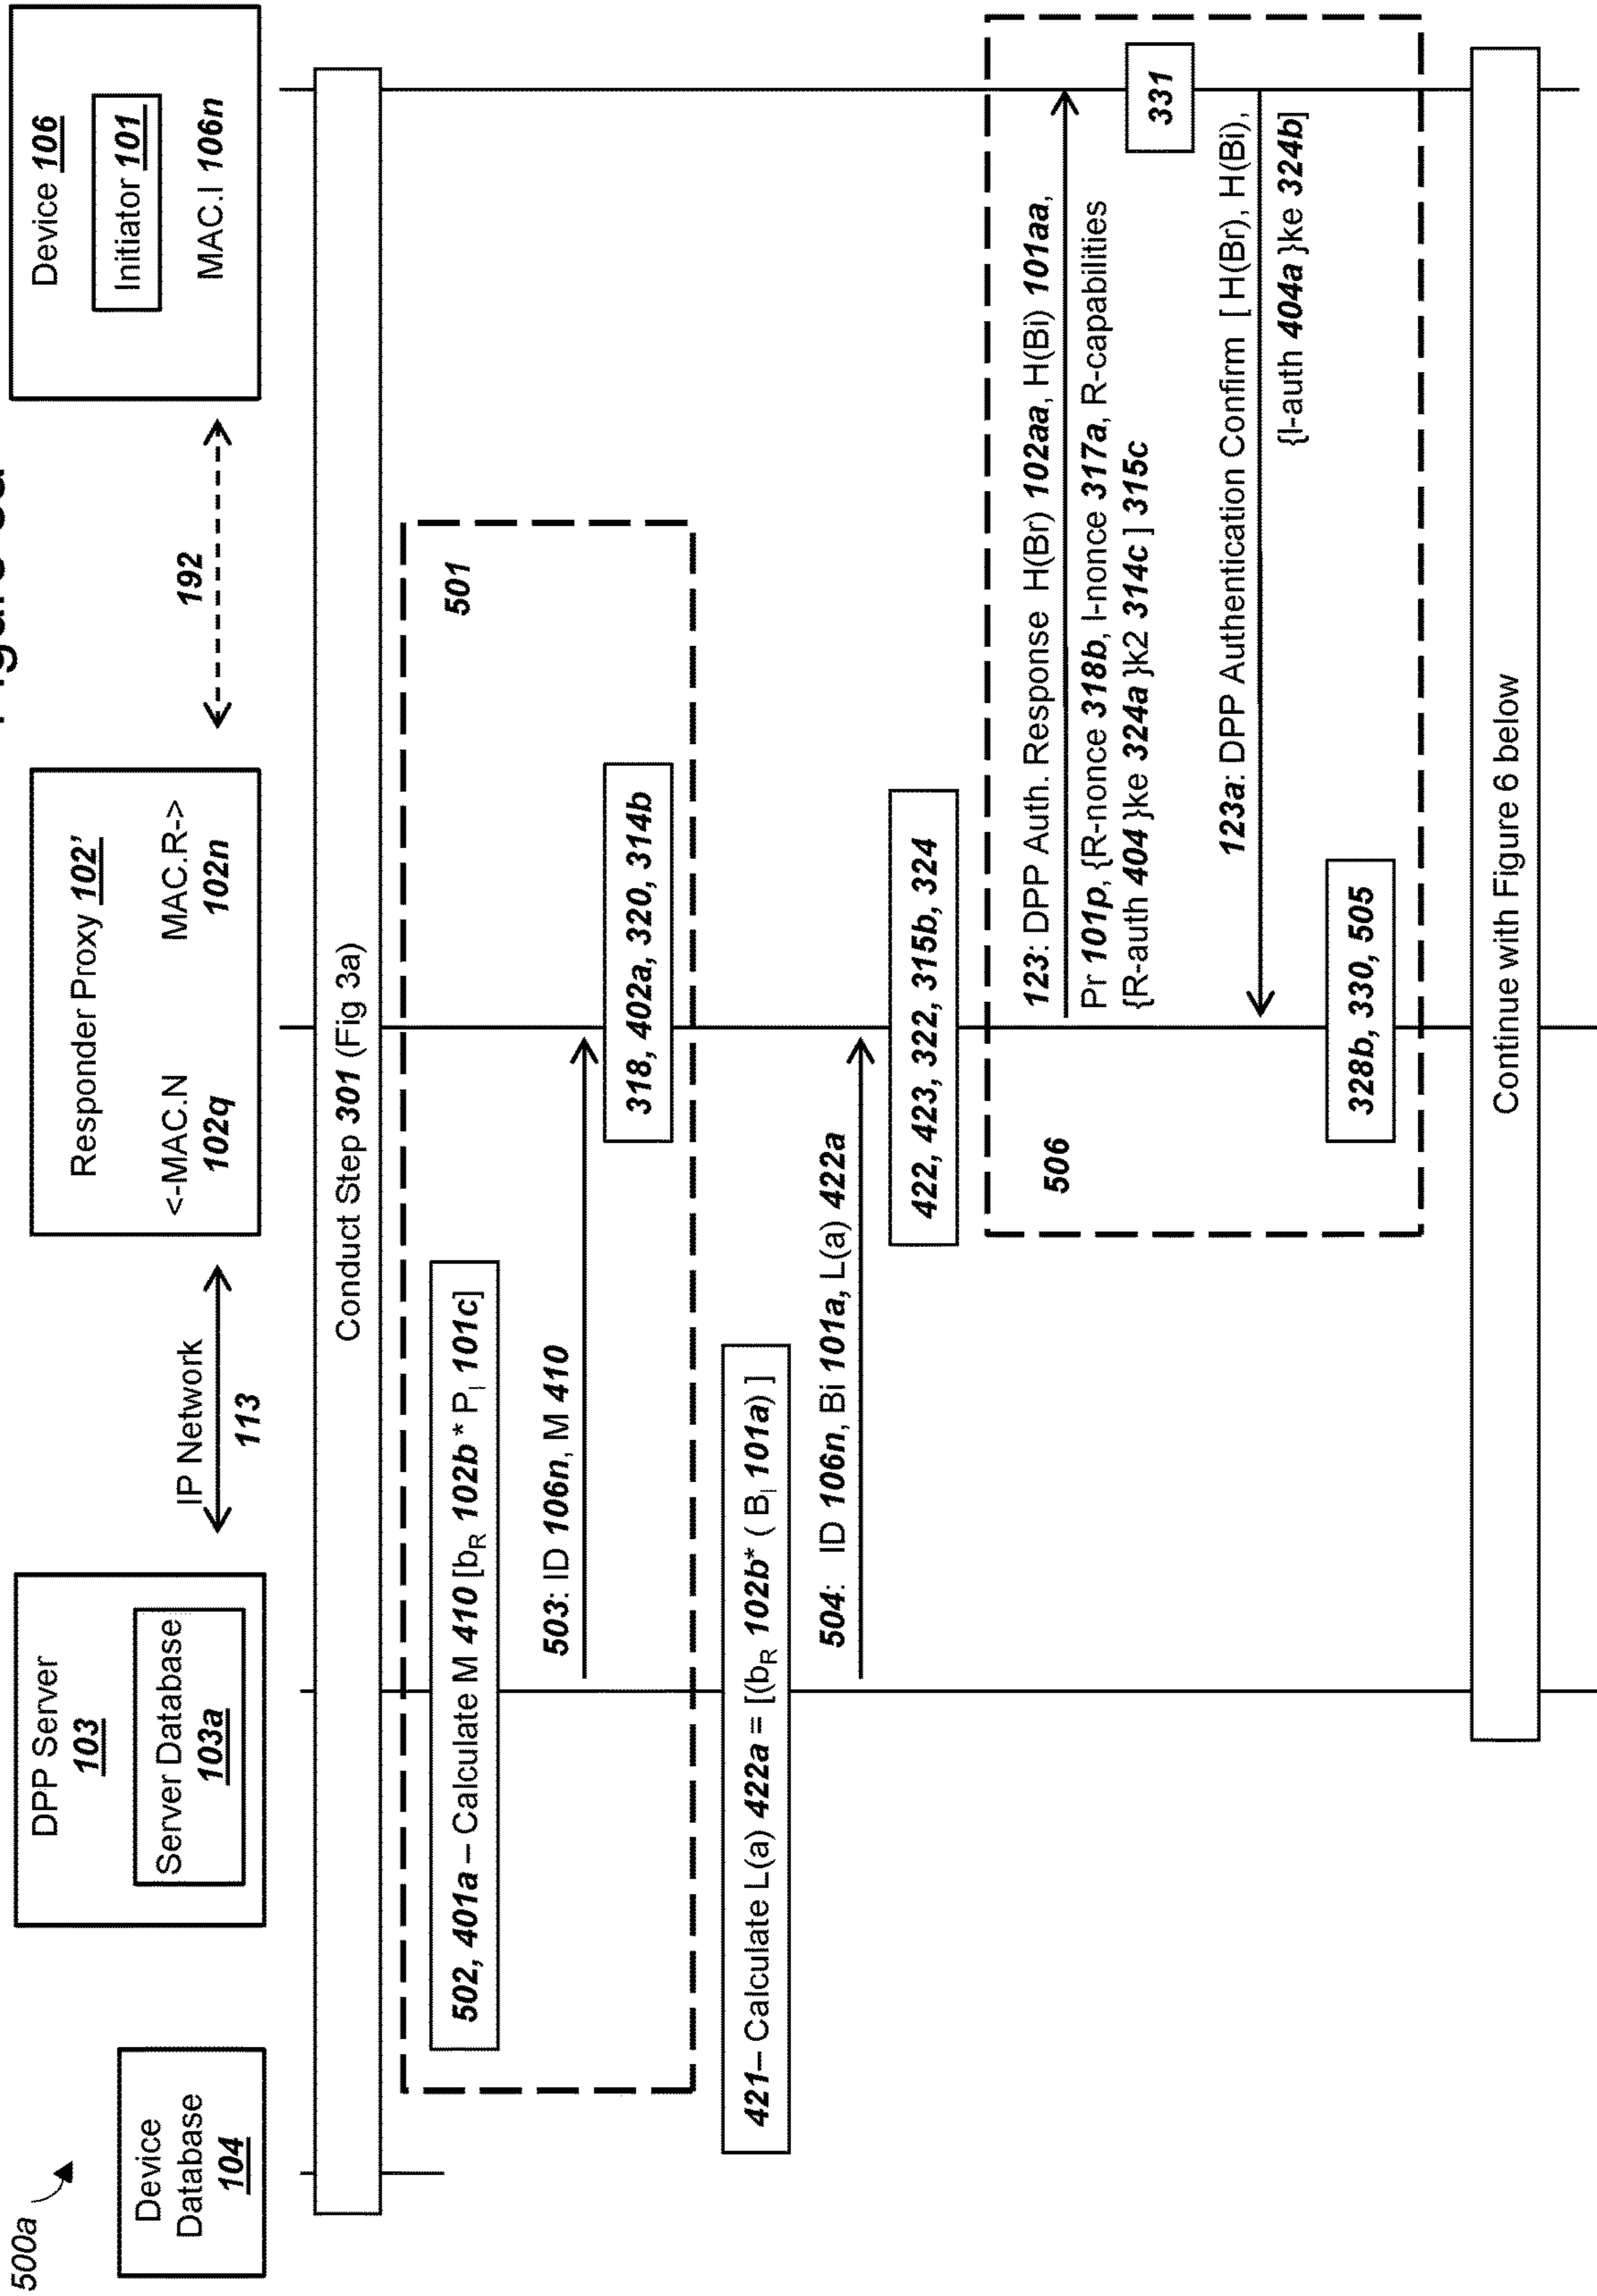 500a
Device
Database
104
DPP Server
103
Server Database
103a
IP Network
113
Responder Proxy 102'
<-MAC.N
102q
MAC.R->
102n
192
Device 106
Initiator 101
MAC.I 106n
Conduct Step 301 (Fig 3a)
501
502, 401a – Calculate M 410 [bR 102b* PI 101c]
503: ID 106n, M 410
318, 402a, 320, 314b
421– Calculate L(a) 422a = [(bR 102b* ( BI 101a) ]
504: ID 106n, Bi 101a, L(a) 422a
422, 423, 322, 315b, 324
506
123: DPP Auth. Response H(Br) 102aa, H(Bi) 101aa,
Pr 101p, {R-nonce 318b, I-nonce 317a, R-capabilities
{R-auth 404 }ke 324a }k2 314c ] 315c
331
123a: DPP Authentication Confirm [ H(Br), H(Bi),
{I-auth 404a }ke 324b]
328b, 330, 505
Continue with Figure 6 below